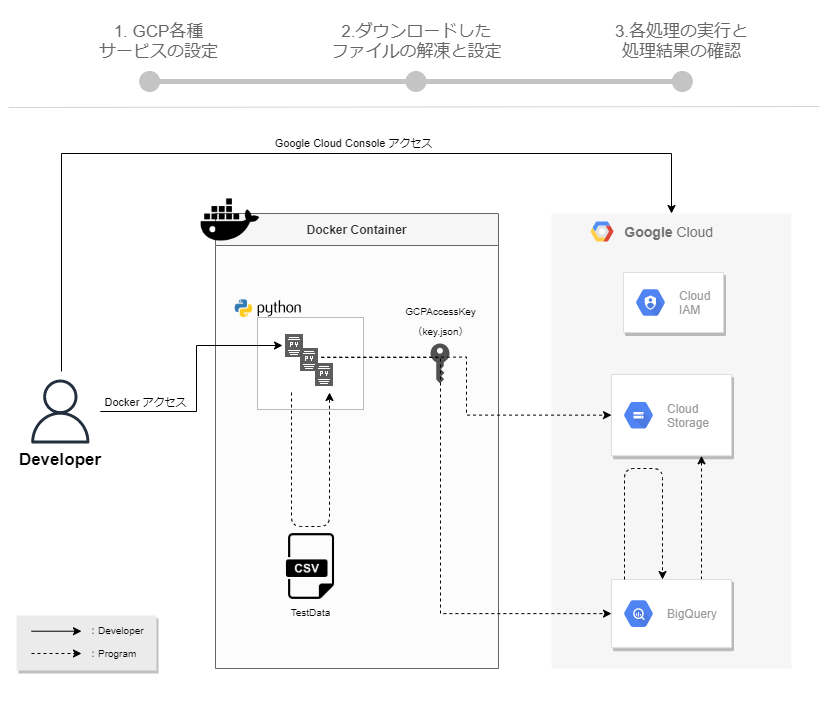 1. GCP各種
サービスの設定
2.ダウンロードした
ファイルの解凍と設定
3.各処理の実行と
処理結果の確認
Google Cloud Console アクセス
Docker Container
Google Cloud
Cloud
IAM
python
GCPAccessKey
（key.json）
PY
PY
PY
Docker アクセス
Cloud
Storage
Developer
CSV
TestData
BigQuery
：Developer
：Program